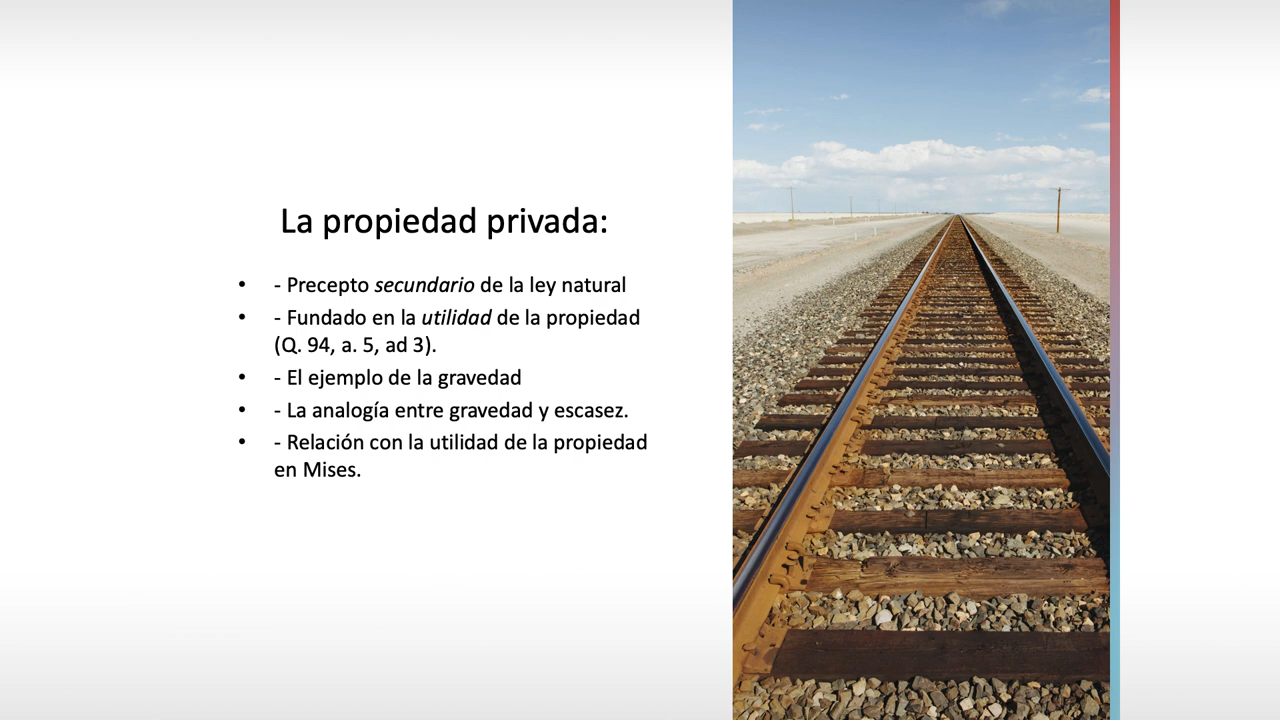 La propiedad privada:
• - Precepto secundario de la ley natural
• - Fundado en la utilidad de la propiedad
(Q. 94, a. 5, ad 3).
• - El ejemplo de la gravedad
• - La analogía entre gravedad y escasez.
• - Relación con la utilidad de la propiedad
en Mises.